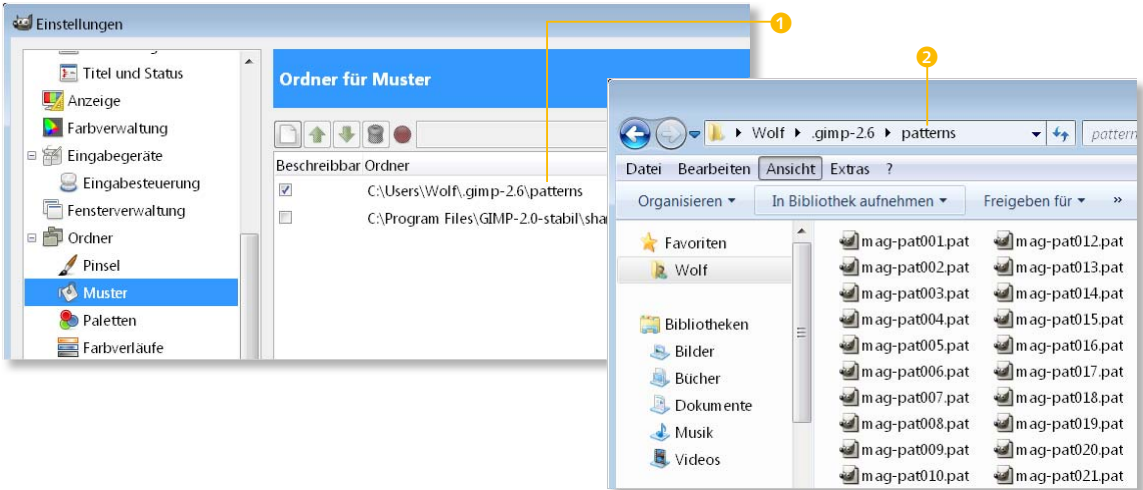 Einstellungen
1
Titel und Status
Anzeige
Farbverwaltung
Eingabegeräte
Eingabesteuerung
Fensterverwaltung
Ordner
Pinsel
Muster
Paletten
Farbverläufe
Ordner für Muster
Beschreibbar Ordner
C:\Users\Wolf\.gimp-2.6\patterns
C:\Program Files\GIMP-2.0-stabil\sha
2
Wolf .gimp-2.6 patterns
pattern
Datei Bearbeiten Ansicht Extras ?
Organisieren In Bibliothek aufnehmen Freigeben für »
Favoriten
Wolf
Bibliotheken
Bilder
Bücher
Dokumente
Musik
Videos
mag-pat001.pat mag-pat012.pat
mag-pat002.pat mag-pat013.pat
mag-pat003.pat mag-pat014.pat
mag-pat004.pat mag-pat015.pat
mag-pat005.pat mag-pat016.pat
mag-pat006.pat mag-pat017.pat
mag-pat007.pat mag-pat018.pat
mag-pat008.pat mag-pat019.pat
mag-pat009.pat mag-pat020.pat
mag-pat010.pat mag-pat021.pat